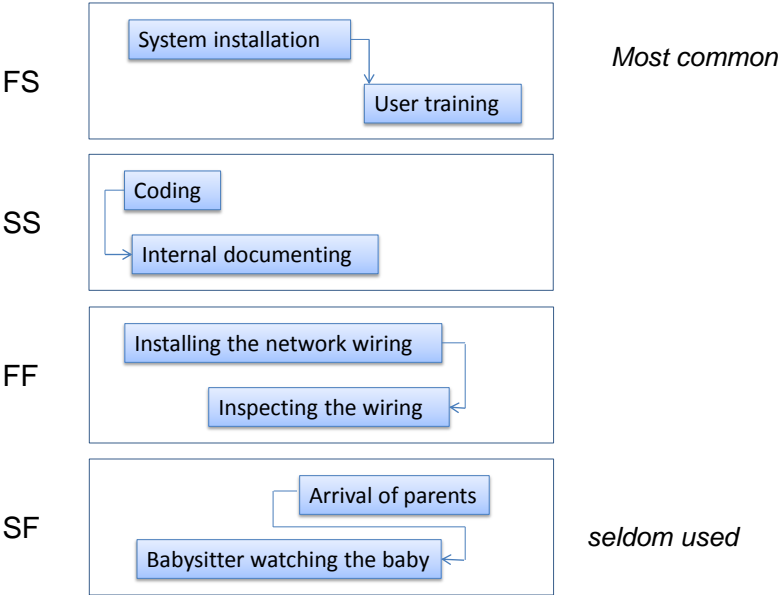 FS
System installation
Most common
User training
SS
Coding
Internal documenting
FF
Installing the network wiring
Inspecting the wiring
SF
Arrival of parents
Babysitter watching the baby
seldom used